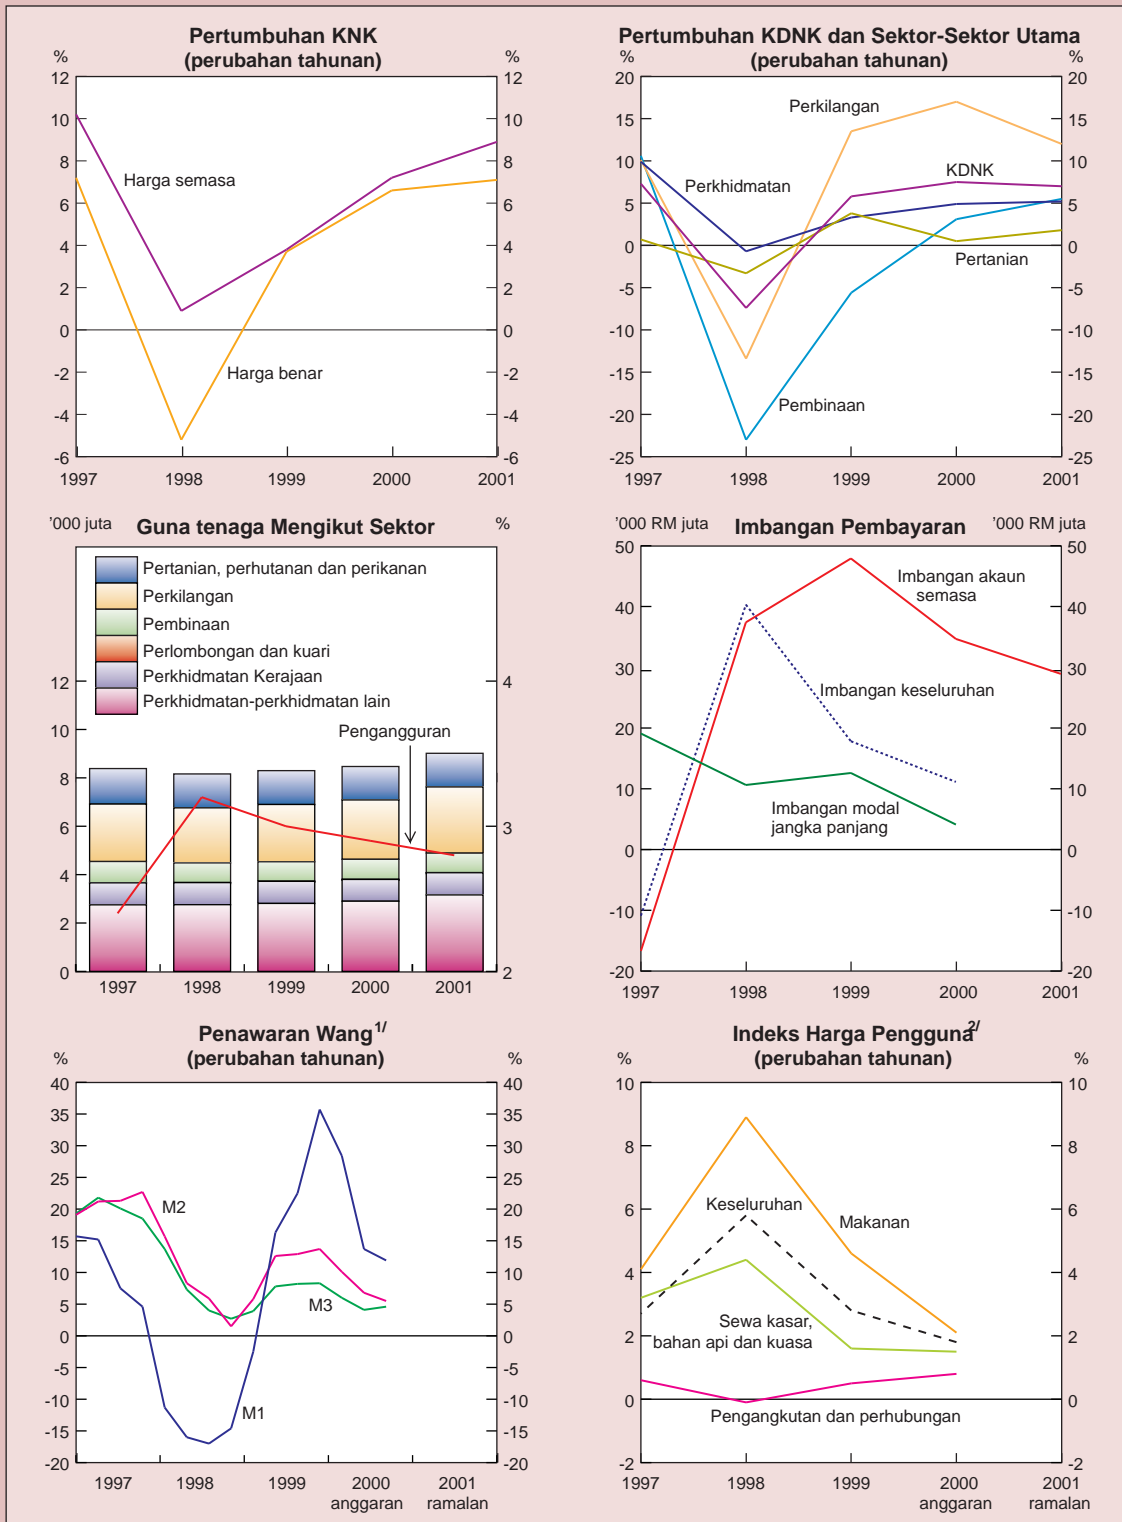 Pertumbuhan KNK
(perubahan tahunan)
% %
12 12
10 10
8 8
6 6
4 4
2 2
0 0
-2 -2
-4 -4
-6 -6
Harga semasa
Harga benar
1997 1998 1999 2000 2001
Pertumbuhan KDNK dan Sektor-Sektor Utama
(perubahan tahunan)
% %
20 20
15 15
10 10
5 5
0 0
-5 -5
-10 -10
-15 -15
-20 -20
-25 -25
Perkilangan
Perkhidmatan
KDNK
Pertanian
Pembinaan
1997 1998 1999 2000 2001
Guna tenaga Mengikut Sektor
'000 juta %
Pertanian, perhutanan dan perikanan
Perkilangan
Pembinaan
Perlombongan dan kuari
Perkhidmatan Kerajaan
Perkhidmatan-perkhidmatan lain
Pengangguran
12 4
10
8
6 3
4
2
0 2
1997 1998 1999 2000 2001
Imbangan Pembayaran
'000 RM juta '000 RM juta
50 50
40 40
30 30
20 20
10 10
0 0
-10 -10
-20 -20
Imbangan akaun
semasa
Imbangan keseluruhan
Imbangan modal
jangka panjang
1997 1998 1999 2000 2001
Penawaran Wang1/
(perubahan tahunan)
% %
40 40
35 35
30 30
25 25
20 20
15 15
10 10
5 5
0 0
-5 -5
-10 -10
-15 -15
-20 -20
M2
M3
M1
1997 1998 1999 2000 2001
anggaran ramalan
Indeks Harga Pengguna2/
(perubahan tahunan)
% %
10 10
8 8
6 6
4 4
2 2
0 0
-2 -2
Keseluruhan
Makanan
Sewa kasar,
bahan api dan kuasa
Pengangkutan dan perhubungan
1997 1998 1999 2000 2001
anggaran ramalan